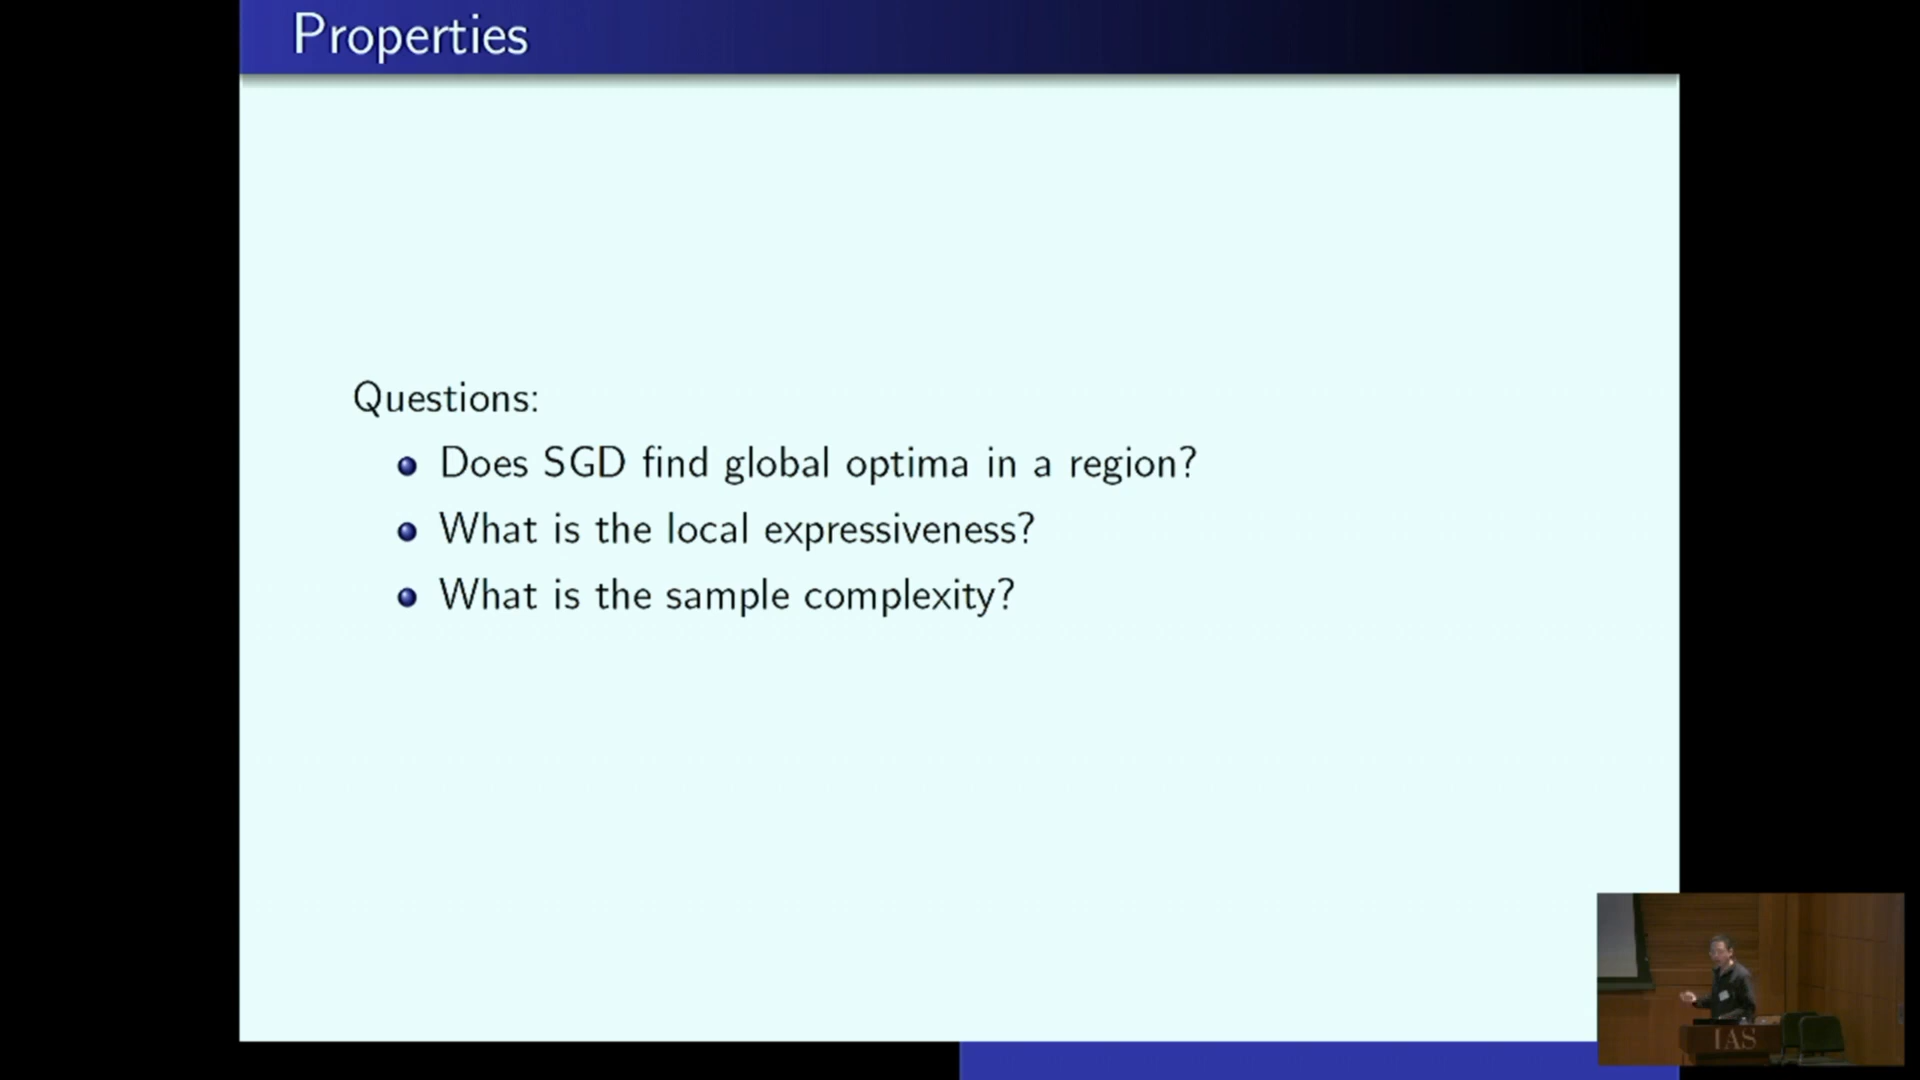 Properties
Questions:
Does SGD find global optima in a region?
What is the local expressiveness?
What is the sample complexity?
IAS